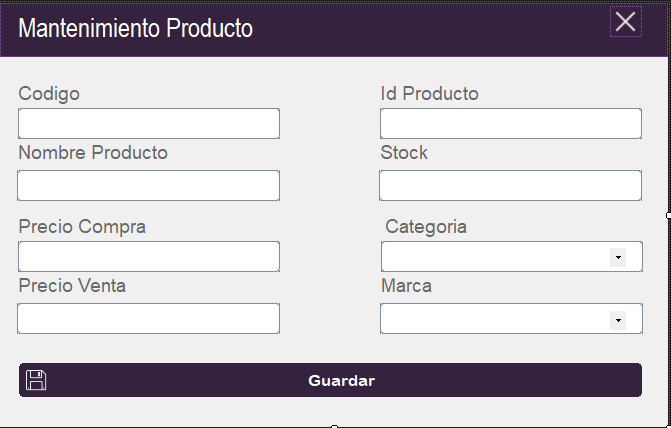 Mantenimiento Producto
Codigo
Id Producto
Nombre Producto
Stock
Precio Compra
Categoria
Precio Venta
Marca
Guardar